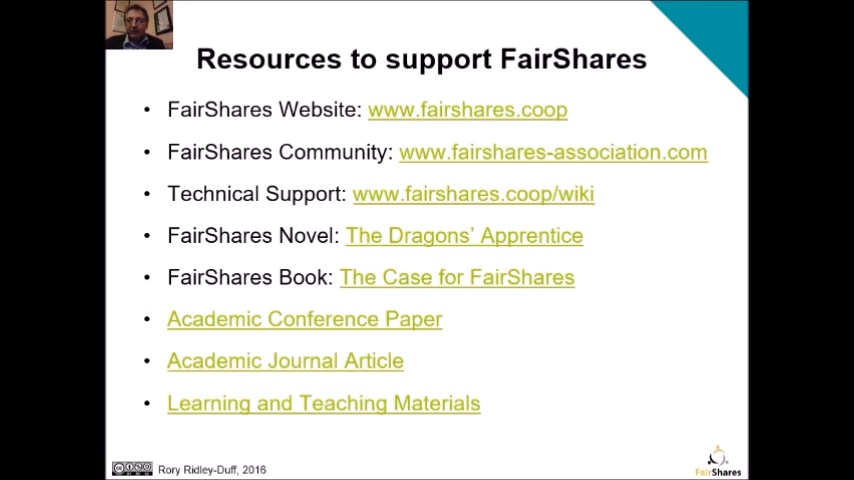 Resources to support FairShares
• FairShares Website: www.fairshares.coop
• FairShares Community: www.fairshares-association.com
• Technical Support: www.fairshares.coop/wiki
• FairShares Novel: The Dragons' Apprentice
• FairShares Book: The Case for FairShares
• Academic Conference Paper
• Academic Journal Article
• Learning and Teaching Materials
Rory Ridley-Duff, 2016
FairShares